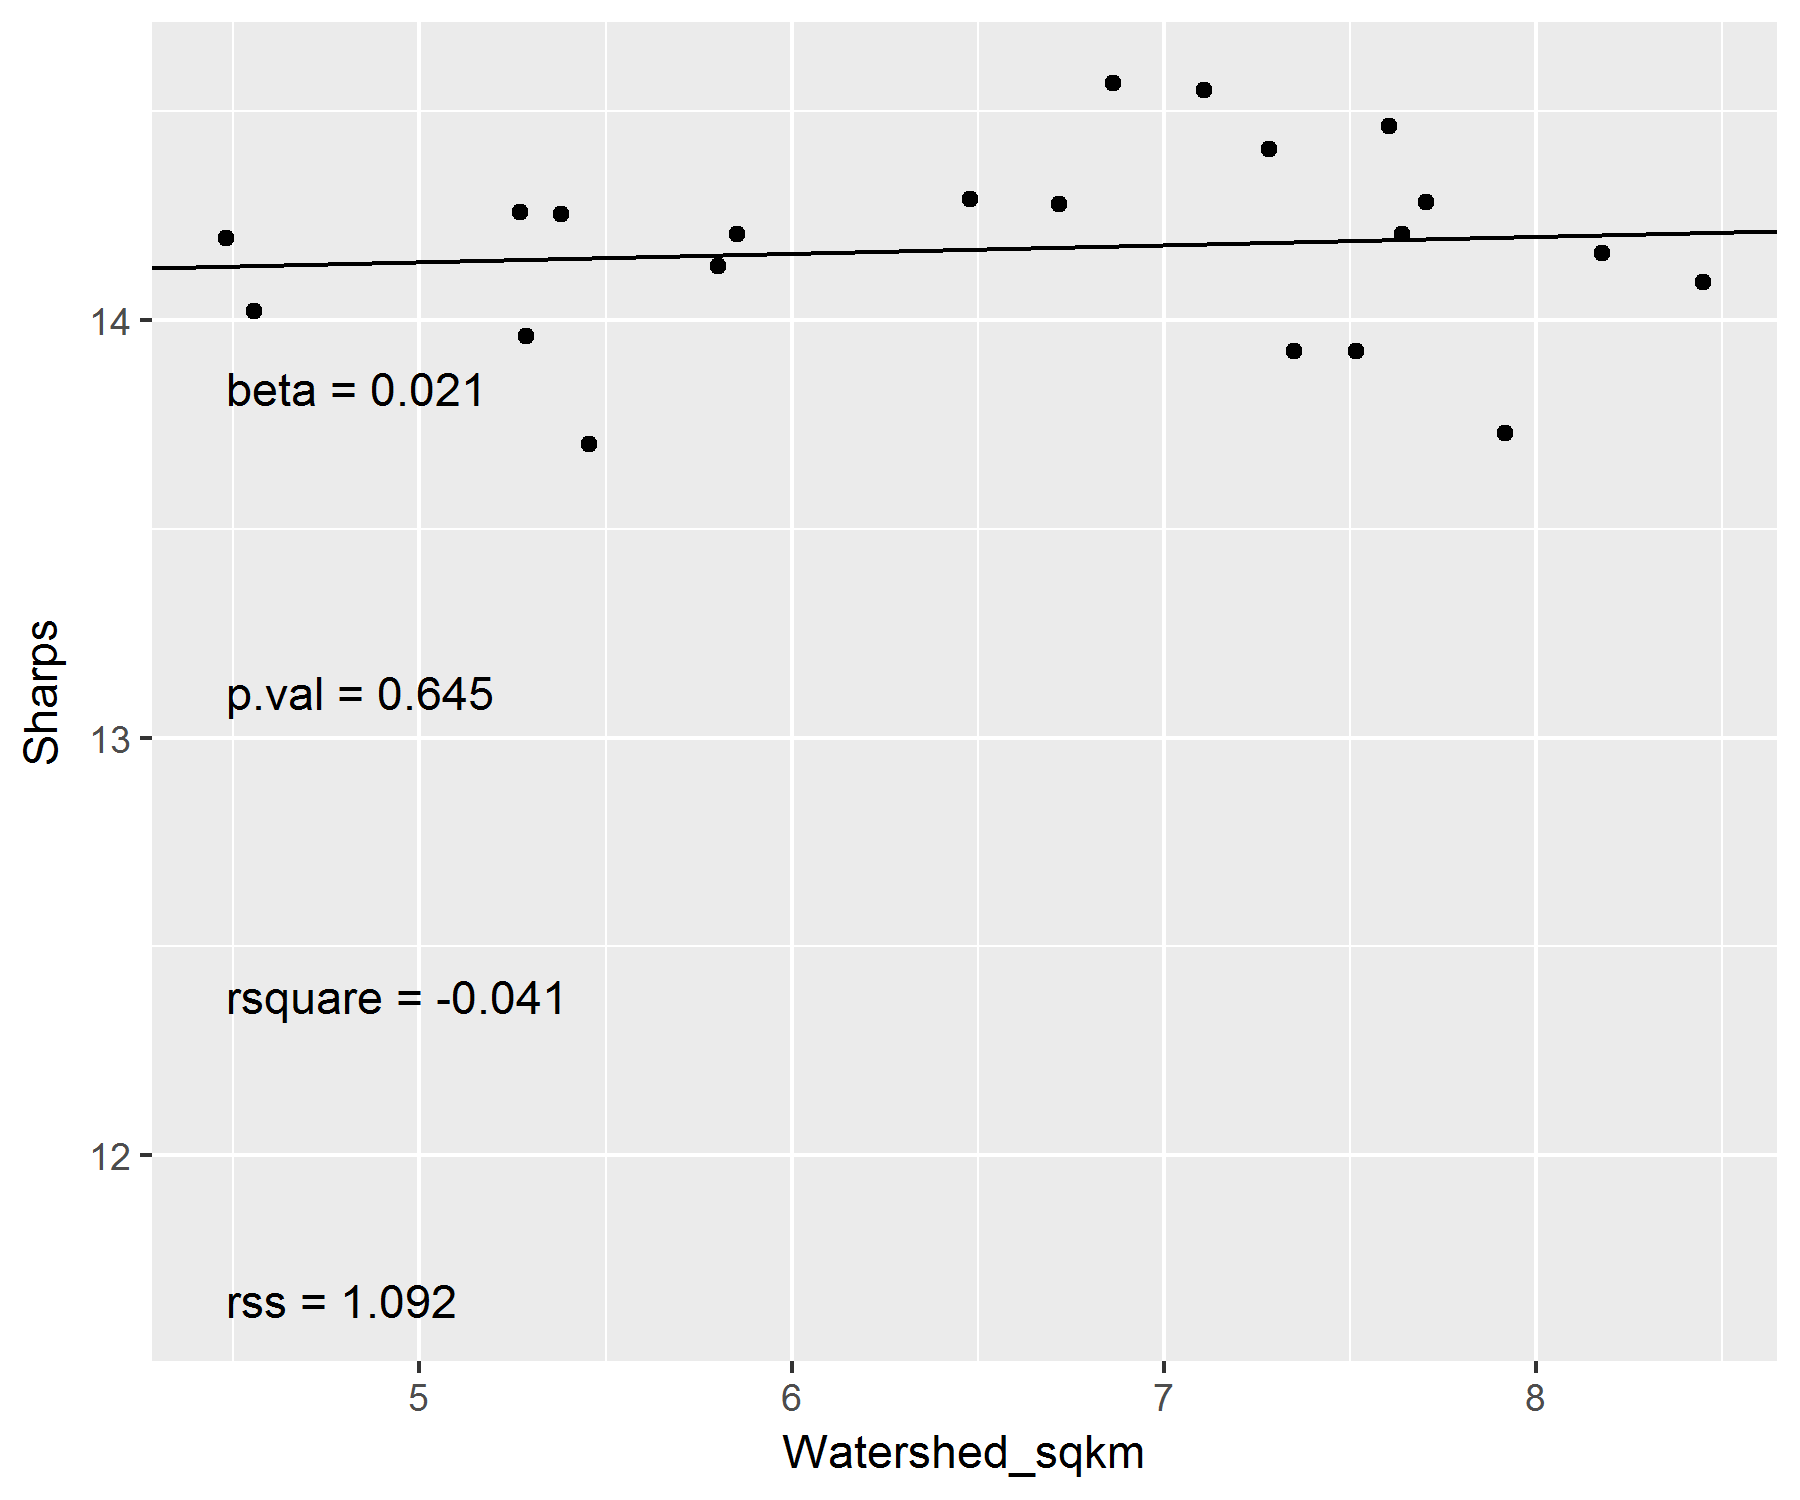 Sharps
14
13
12
beta = 0.021
p.val = 0.645
rsquare = -0.041
rss = 1.092
5 6 7 8
Watershed_sqkm